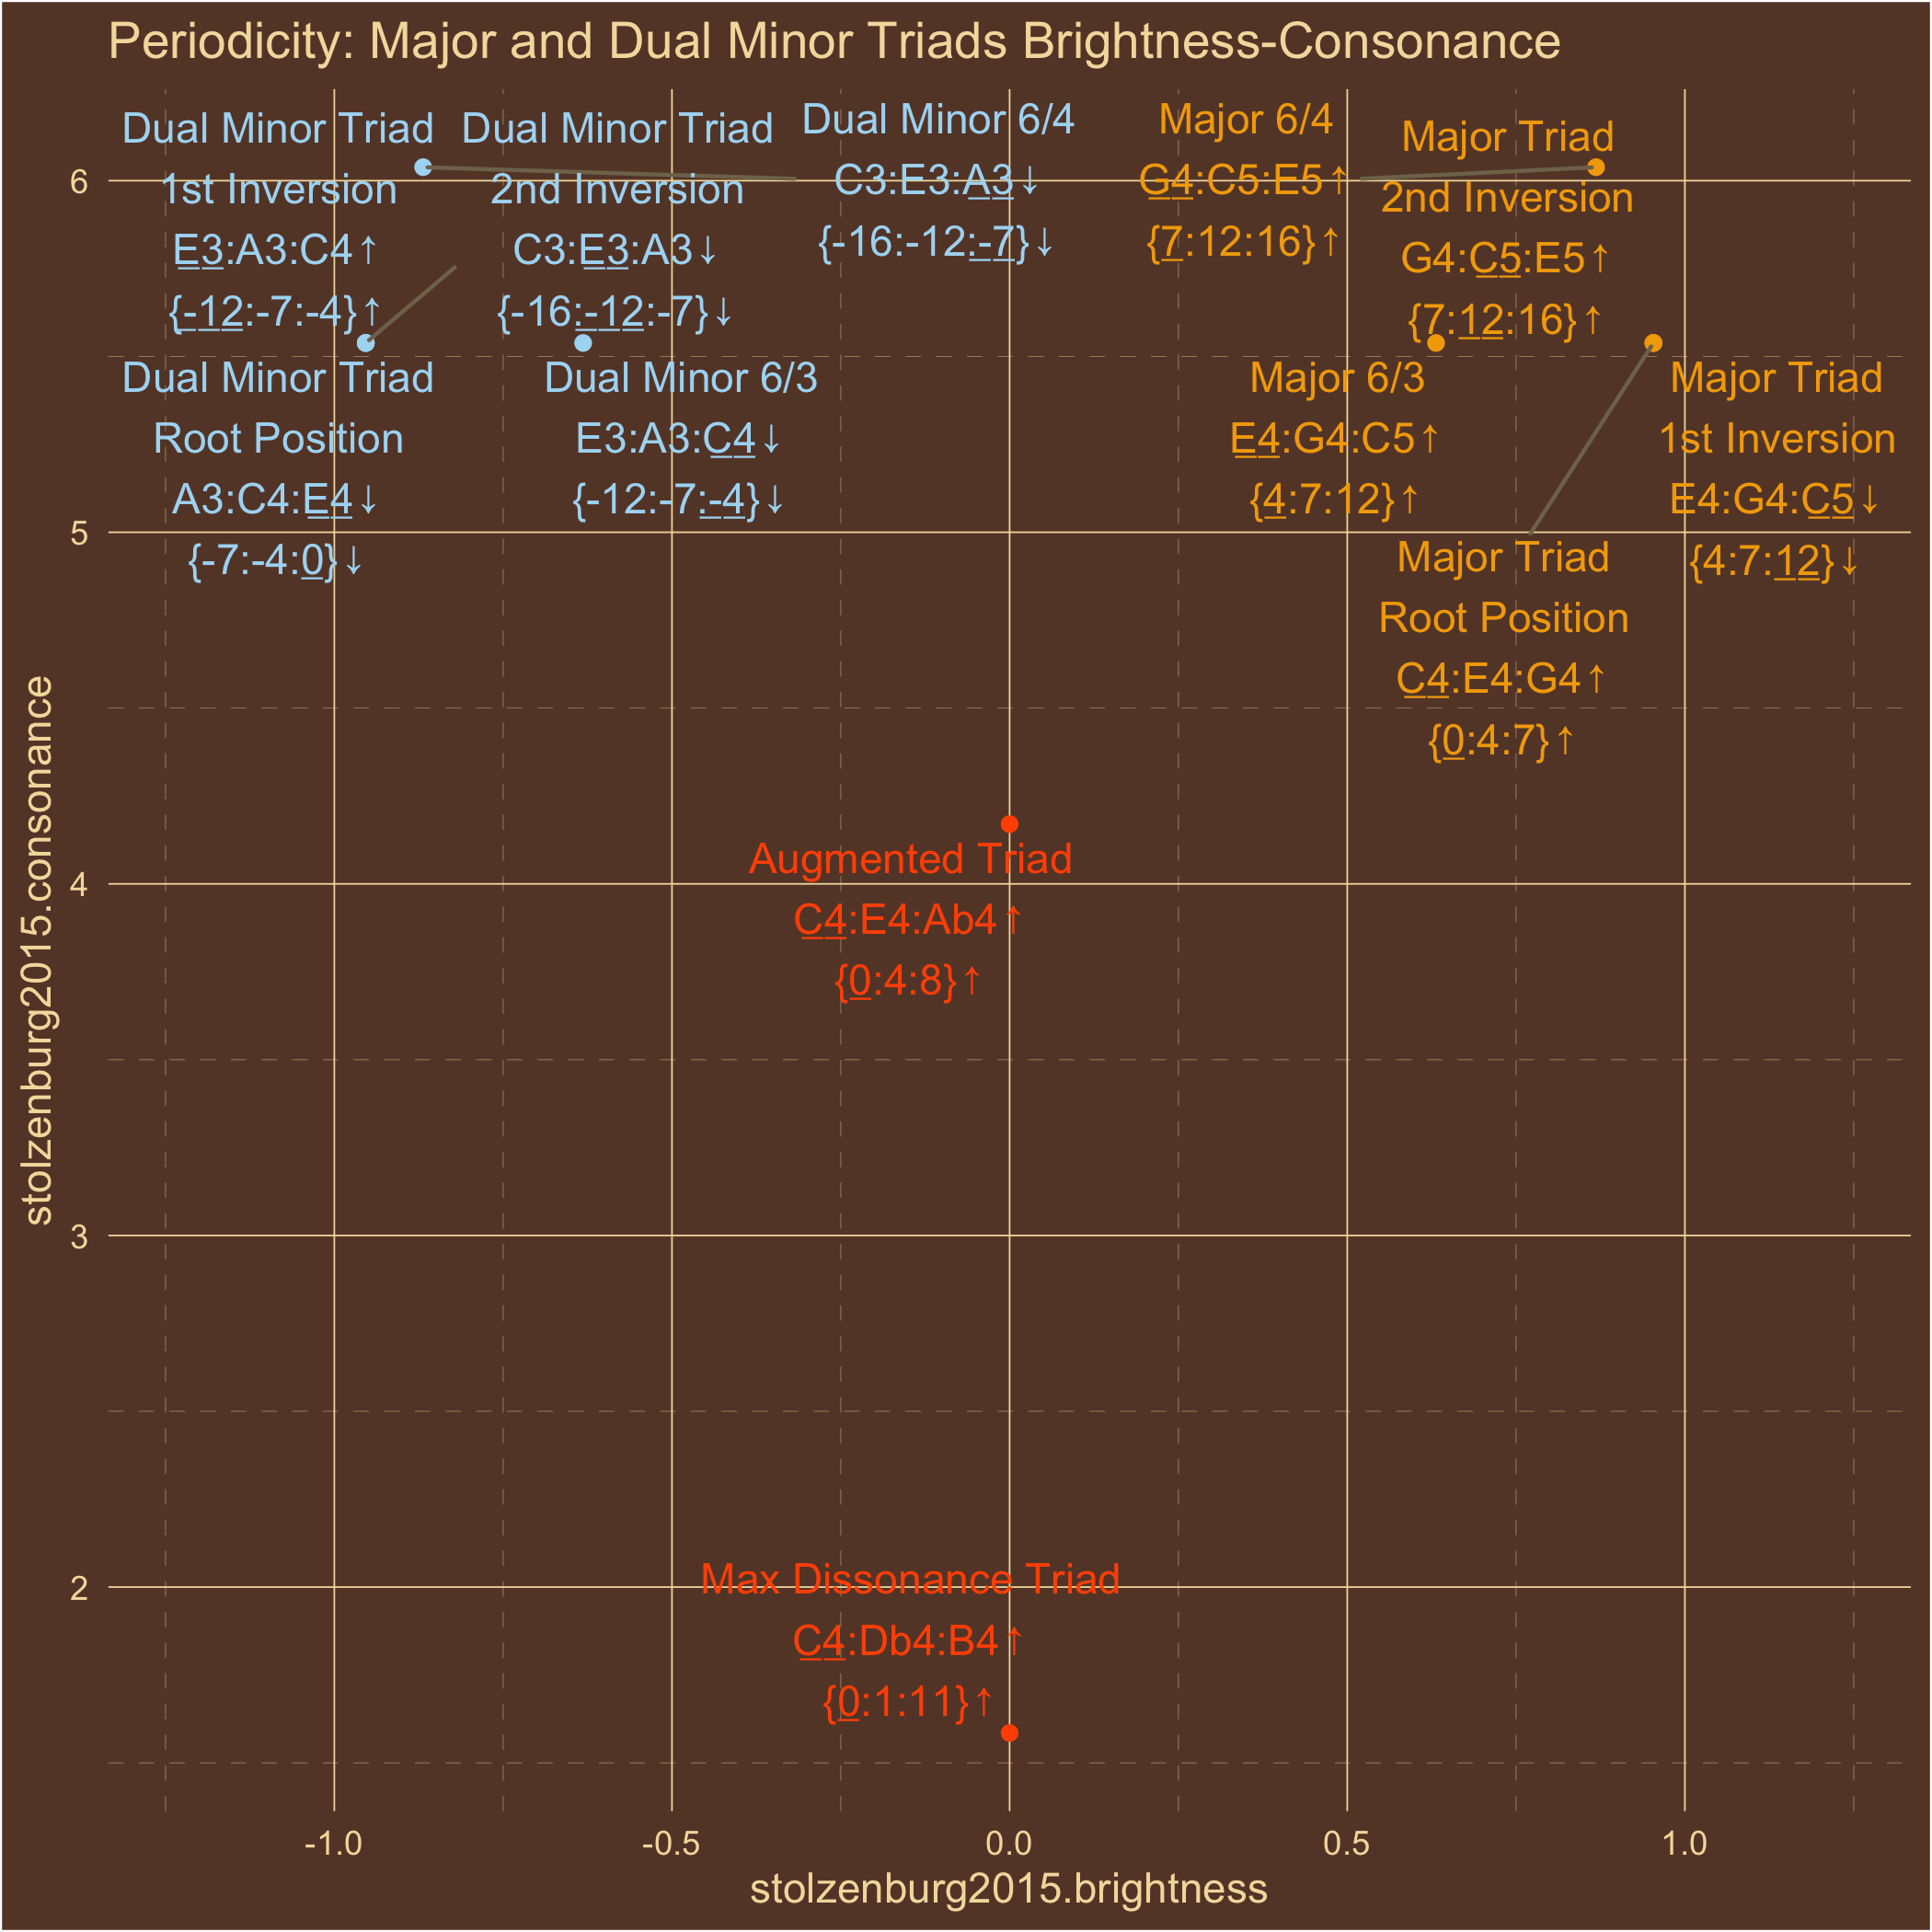 Periodicity: Major and Dual Minor Triads Brightness-Consonance
Dual Minor Triad
1st Inversion
E3:A3:C4↑
{-12:-7:-4}↑
Dual Minor Triad
2nd Inversion
C3:E3:A3↓
{-16:-12:-7}↓
Dual Minor 6/4
C3:E3:A3↓
{-16:-12:-7}↓
Major 6/4
G4:C5:E5↑
{7:12:16}↑
Major Triad
2nd Inversion
G4:C5:E5↑
{7:12:16}↑
Dual Minor Triad
Root Position
A3:C4:E4↓
{-7:-4:0}↓
Dual Minor 6/3
E3:A3:C4↓
{-12:-7:-4}↓
Major 6/3
E4:G4:C5↑
{4:7:12}↑
Major Triad
1st Inversion
E4:G4:C5↓
{4:7:12}↓
Major Triad
Root Position
C4:E4:G4↑
{0:4:7}↑
Augmented Triad
C4:E4:Ab4↑
{0:4:8}↑
Max Dissonance Triad
C4:Db4:B4↑
{0:1:11}↑
6
5
4
3
2
stolzenburg2015.consonance
-1.0
-0.5
0.0
0.5
1.0
stolzenburg2015.brightness